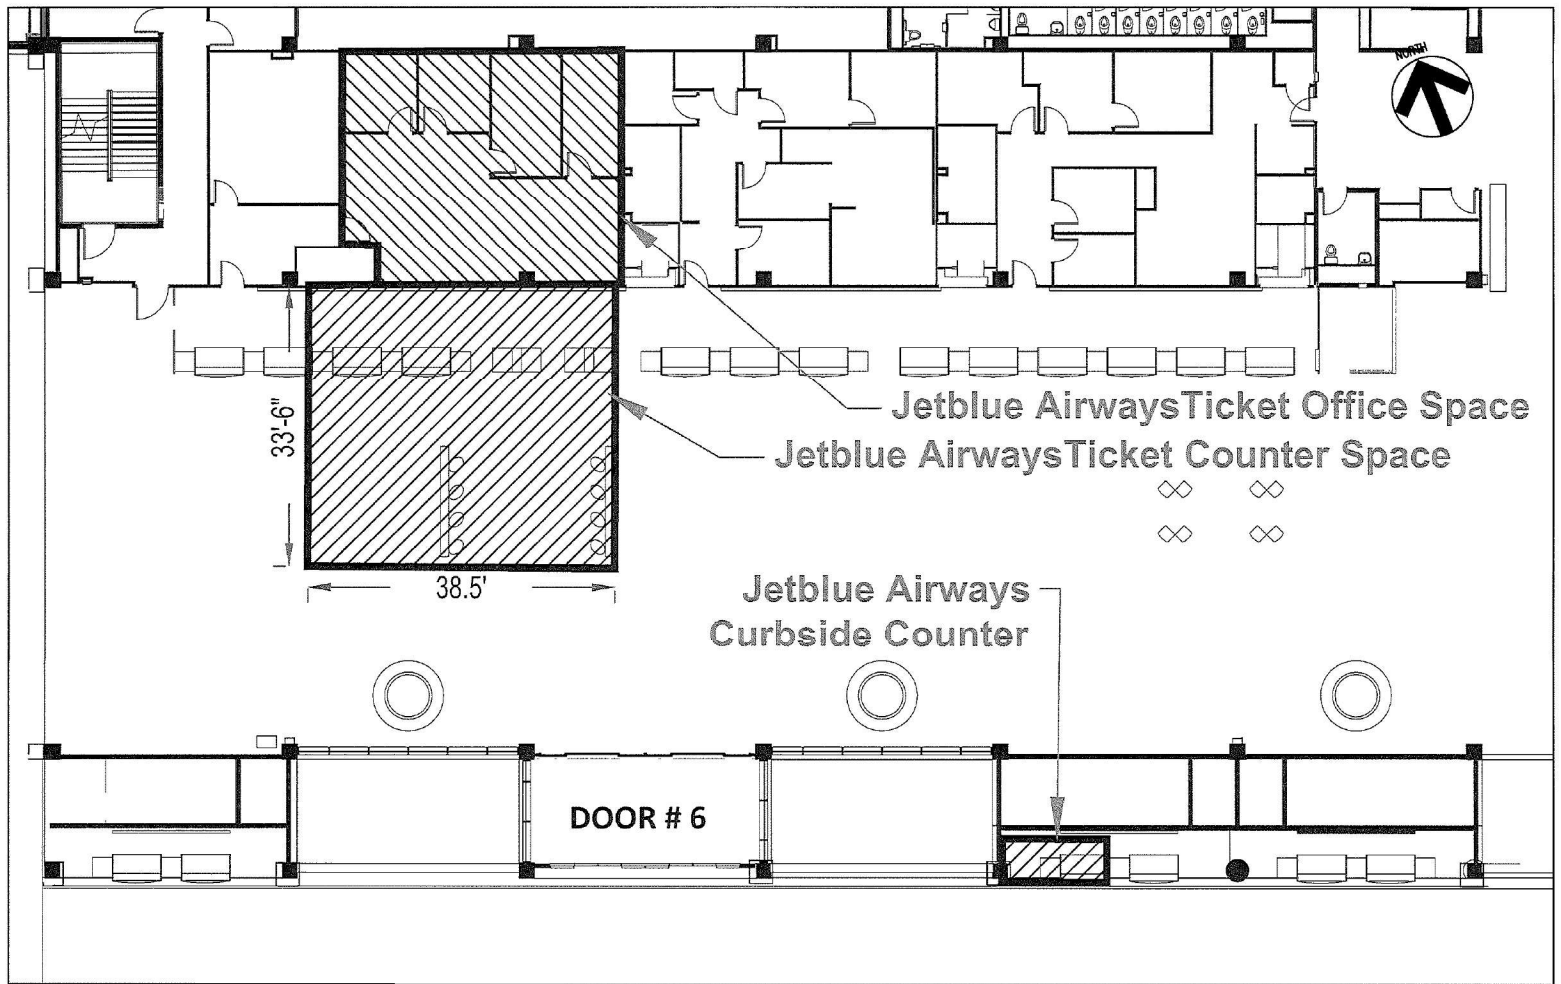 NORTH
Jetblue AirwaysTicket Office Space
Jetblue AirwaysTicket Counter Space
33'-6"
38.5'
Jetblue Airways
Curbside Counter
DOOR # 6